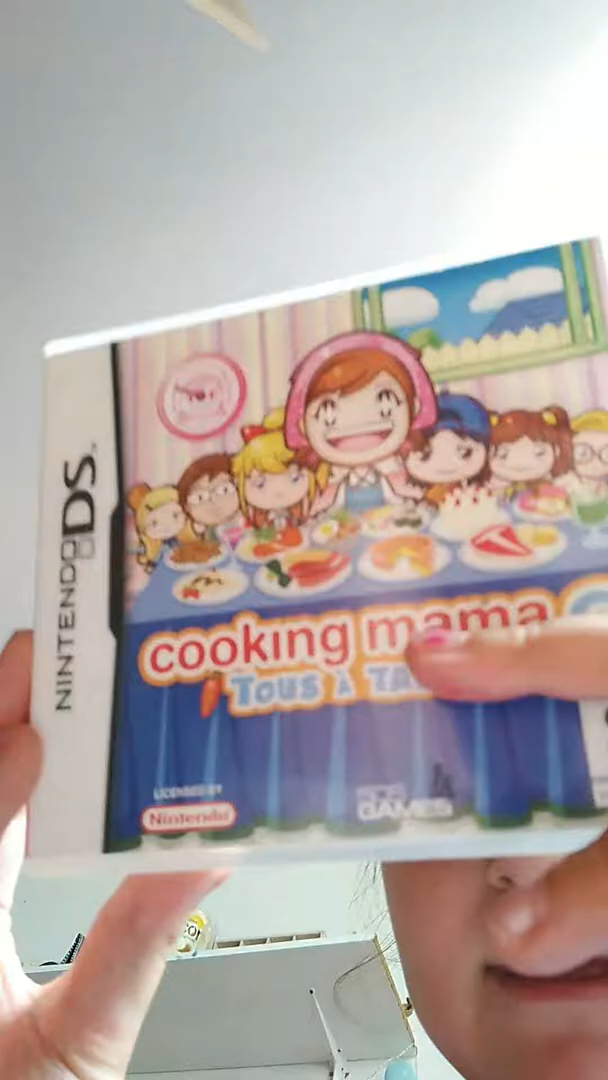 NINTENDO DS
cooking mama
Tous à ta
LICENSED BY
Nintendo
GAMES